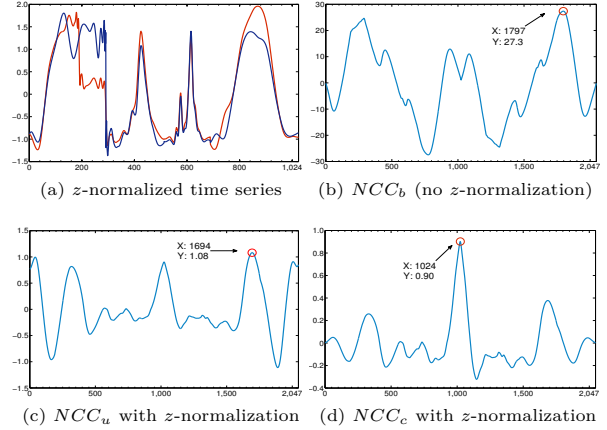 2.0
1.5
1.0
0.5
0
-0.5
-1.0
-1.5
0 200 400 600 800 1,024
(a) z-normalized time series
30
20
10
0
-10
-20
-30
0 500 1,000 1,500 2,047
X: 1797
Y: 27.3
(b) NCC_b (no z-normalization)
1.5
1.0
0.5
0
-0.5
-1.0
-1.5
0 500 1,000 1,500 2,047
X: 1694
Y: 1.08
(c) NCC_u with z-normalization
1.0
0.8
0.6
0.4
0.2
0
-0.2
-0.4
0 500 1,000 1,500 2,047
X: 1024
Y: 0.90
(d) NCC_c with z-normalization